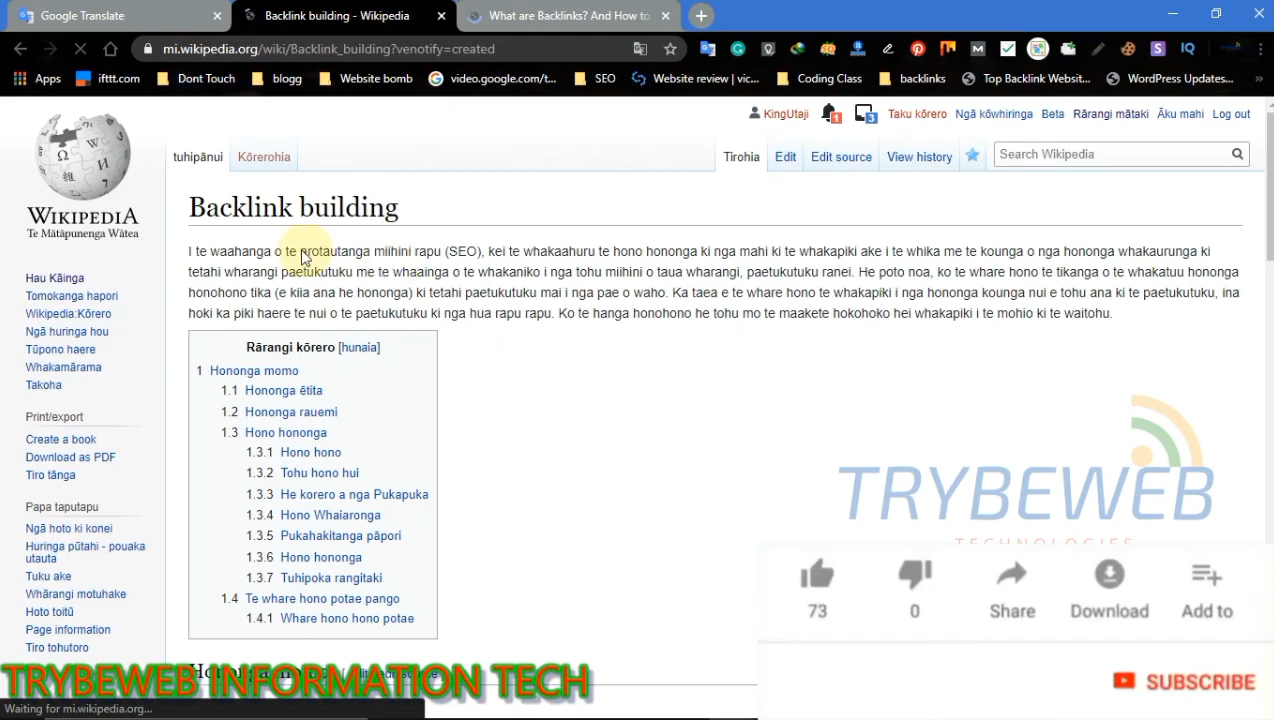 Google Translate
Backlink building - Wikipedia
What are Backlinks? And How to
mi.wikipedia.org/wiki/Backlink_building?venotify=created
Apps
ifttt.com
Dont Touch
blogg
Website bomb
video.google.com/t...
SEO
Website review | vic...
Coding Class
backlinks
Top Backlink Websit...
WordPress Updates...
KingUtaji
1
3
Taku kōrero
Ngā kōwhiringa
Beta
Rārangi mātaki
Āku mahi
Log out
tuhipānui
Kōrerohia
Tirohia
Edit
Edit source
View history
Search Wikipedia
WIKIPEDIA
Te Mātāpunenga Wātea
Backlink building
I te waahanga o te arotautanga miihini rapu (SEO), kei te whakaahuru te hono hononga ki nga mahi ki te whakapiki ake i te whika me te kounga o nga hononga whakaurunga ki
tetahi wharangi paetukutuku me te whaainga o te whakaniko i nga tohu miihini o taua wharangi, paetukutuku ranei. He poto noa, ko te whare hono te tikanga o te whakatuu hononga
honohono tika (e kiia ana he hononga) ki tetahi paetukutuku mai i nga pae o waho. Ka taea e te whare hono te whakapiki i nga hononga kounga nui e tohu ana ki te paetukutuku, ina
hoki ka piki haere te nui o te paetukutuku ki nga hua rapu rapu. Ko te hanga honohono he tohu mo te maakete hokohoko hei whakapiki i te mohio ki te waitohu.
Hau Kāinga
Tomokanga hapori
Wikipedia:Kōrero
Ngā huringa hou
Tūpono haere
Whakamārama
Takoha
Print/export
Create a book
Download as PDF
Tiro tānga
Papa taputapu
Ngā hoto ki konei
Huringa pūtahi - pouaka
utauta
Tuku ake
Whārangi motuhake
Hoto toitū
Page information
Tiro tohutoro
Rārangi kōrero [hunaia]
1 Hononga momo
1.1 Hononga ētita
1.2 Hononga rauemi
1.3 Hono hononga
1.3.1 Hono hono
1.3.2 Tohu hono hui
1.3.3 He korero a nga Pukapuka
1.3.4 Hono Whaiaronga
1.3.5 Pukahakitanga pāpori
1.3.6 Hono hononga
1.3.7 Tuhipoka rangitaki
1.4 Te whare hono potae pango
1.4.1 Whare hono hono potae
TRYBEWEB
TECHNOLOGIES
73
0
Share
Download
Add to
SUBSCRIBE
TRYBEWEB INFORMATION TECH
Waiting for mi.wikipedia.org...